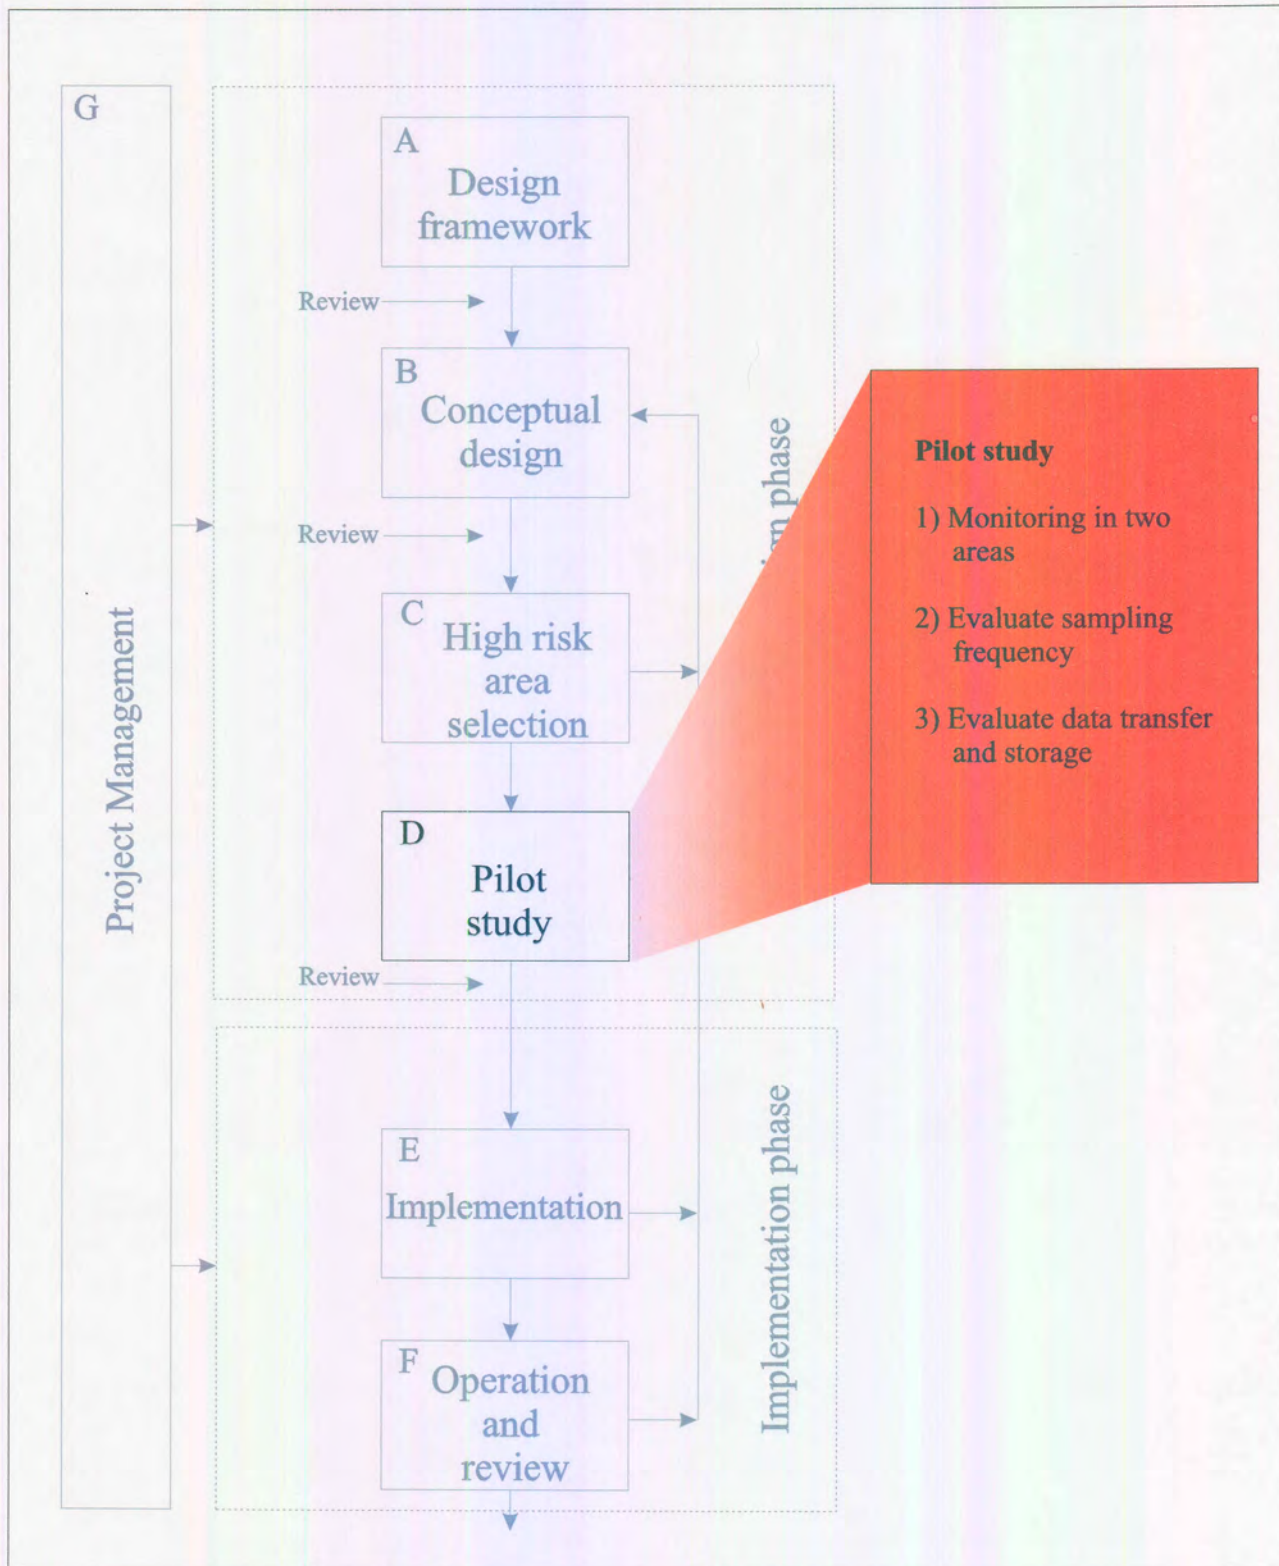 G
Project Management
A
Design
framework
Review
B
Conceptual
design
Review
C
High risk
area
selection
D
Pilot
study
Review
phase
Pilot study
1) Monitoring in two
areas
2) Evaluate sampling
frequency
3) Evaluate data transfer
and storage
E
Implementation
F
Operation
and
review
Implementation phase